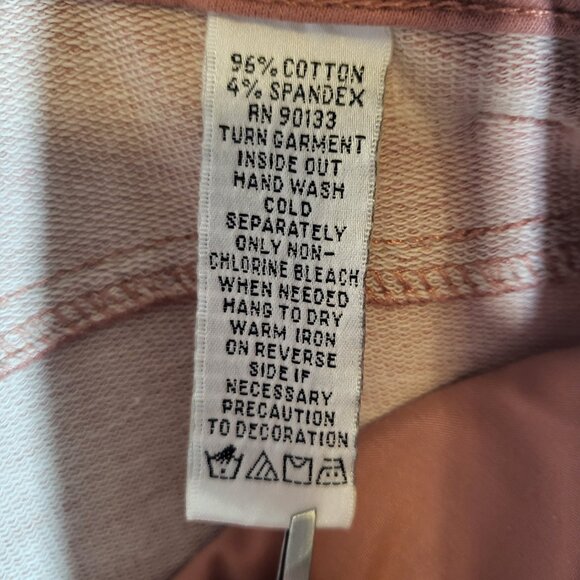 96% COTTON
4% SPANDEX
RN 90133
TURN GARMENT
INSIDE OUT
HAND WASH
COLD
SEPARATELY
ONLY NON-
CHLORINE BLEACH
WHEN NEEDED
HANG TO DRY
WARM IRON
ON REVERSE
SIDE IF
NECESSARY
PRECAUTION
TO DECORATION